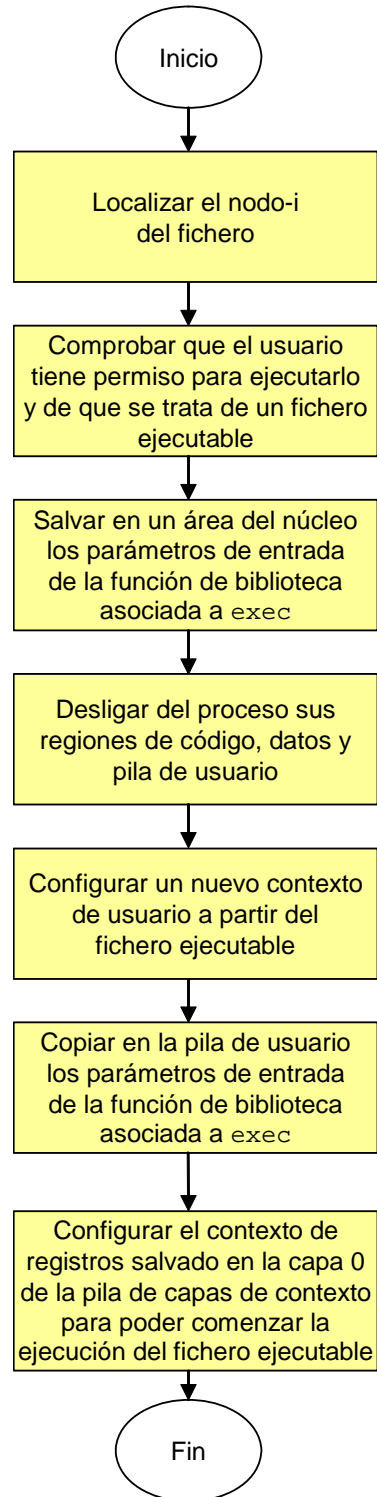 Inicio
Localizar el nodo-i
del fichero
Comprobar que el usuario
tiene permiso para ejecutarlo
y de que se trata de un fichero
ejecutable
Salvar en un área del núcleo
los parámetros de entrada
de la función de biblioteca
asociada a exec
Desligar del proceso sus
regiones de código, datos y
pila de usuario
Configurar un nuevo contexto
de usuario a partir del
fichero ejecutable
Copiar en la pila de usuario
los parámetros de entrada
de la función de biblioteca
asociada a exec
Configurar el contexto de
registros salvado en la capa 0
de la pila de capas de contexto
para poder comenzar la
ejecución del fichero ejecutable
Fin